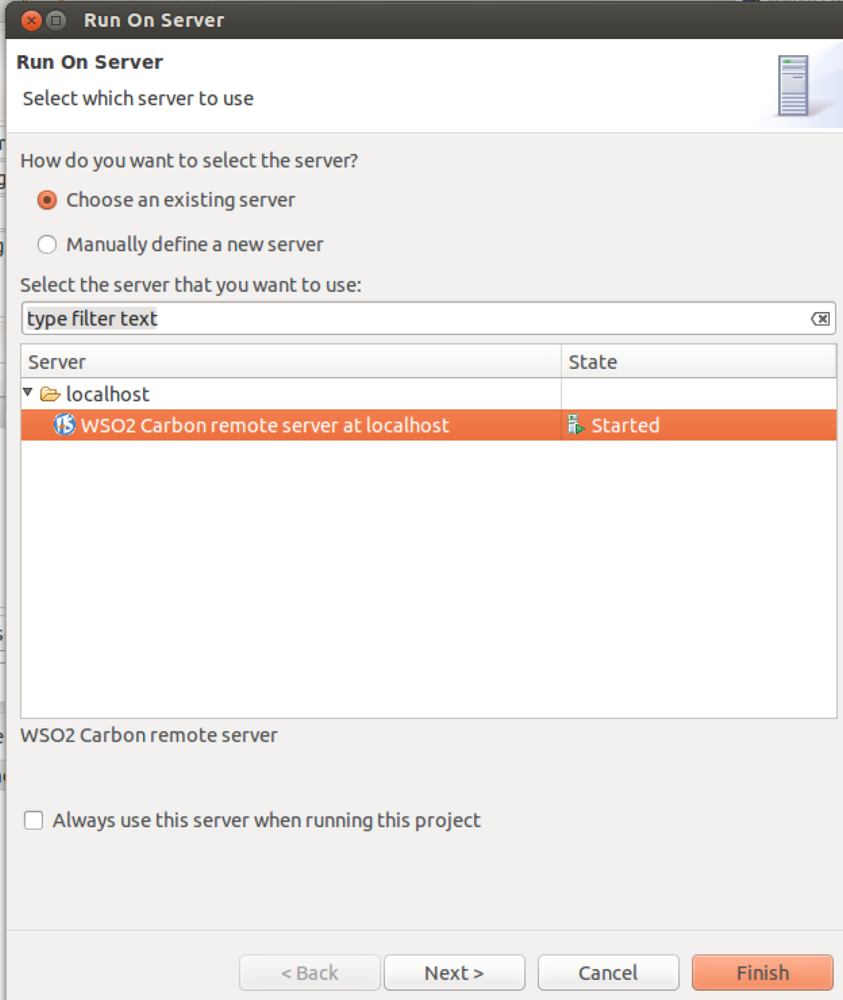 Run On Server
Run On Server
Select which server to use
How do you want to select the server?
Choose an existing server
Manually define a new server
Select the server that you want to use:
type filter text
Server State
localhost
WSO2 Carbon remote server at localhost Started
WSO2 Carbon remote server
Always use this server when running this project
< Back Next > Cancel Finish